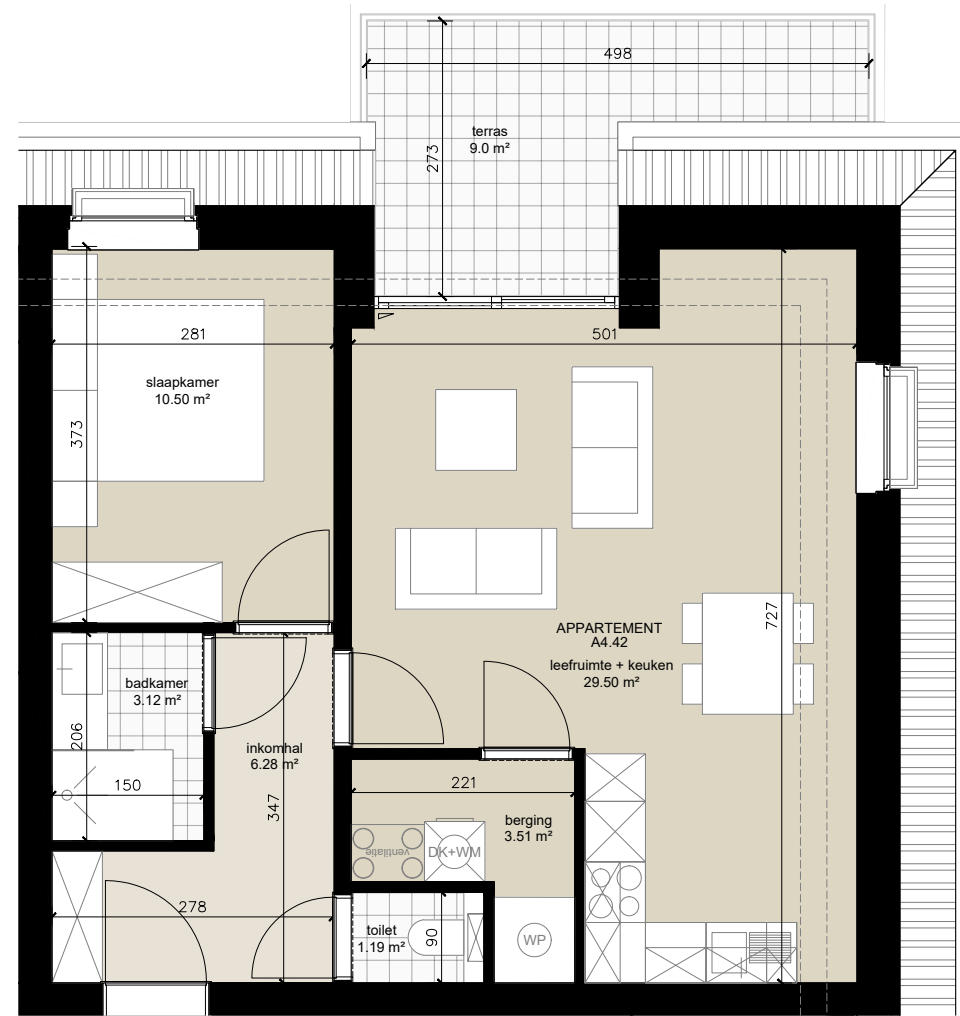 498
terras
9.0 m²
273
281
501
slaapkamer
10.50 m²
373
727
APPARTEMENT
A4.42
leefruimte + keuken
29.50 m²
badkamer
3.12 m²
206
150
inkomhal
6.28 m²
347
221
berging
3.51 m²
ventilatie
DK+WM
278
toilet
1.19 m²
90
WP